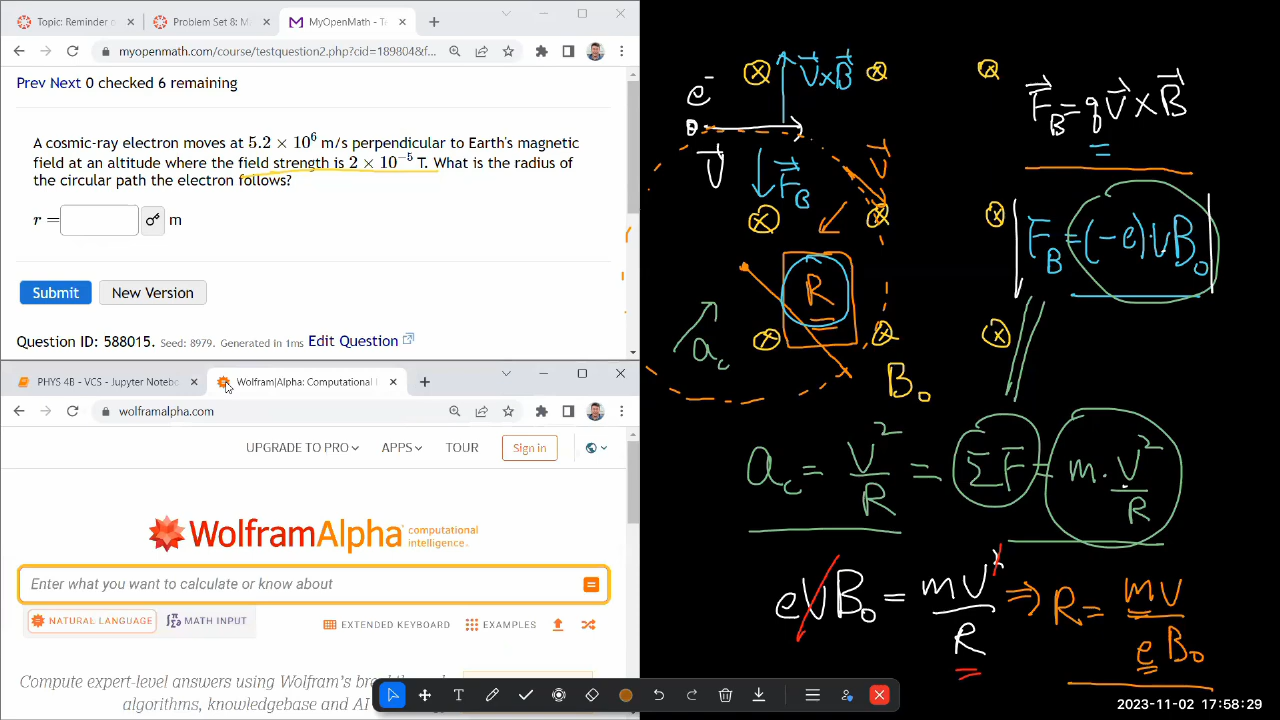 Topic: Reminder o
Problem Set 8: M
MyOpenMath - Ta
myopenmath.com/course/testquestion2.php?cid=189804&f...
Prev Next 0 checked 6 remaining
A cosmic ray electron moves at 5.2 × 10⁶ m/s perpendicular to Earth's magnetic
field at an altitude where the field strength is 2 × 10⁻⁵ T. What is the radius of
the circular path the electron follows?
r = m
Submit New Version
Question ID: 568015. Seed 8979. Generated in 1ms Edit Question
PHYS 4B - VCS - Jupyter Notebo
Wolfram|Alpha: Computational I
wolframalpha.com
UPGRADE TO PRO APPS TOUR Sign in
WolframAlpha computational intelligence.
Enter what you want to calculate or know about
NATURAL LANGUAGE MATH INPUT EXTENDED KEYBOARD EXAMPLES
Compute expert-level answers using Wolfram's
algorithms, knowledgebase and AI
e⁻
V⃗×B⃗
V⃗
F⃗_B
V⃗
R
a_c
B₀
F⃗_B = qV⃗×B⃗
F_B = (-e)·vB₀
a_c = V²/R = ΣF = m·V²/R
eVB₀ = mV²/R ⇒ R = mV/eB₀
2023-11-02 17:58:29